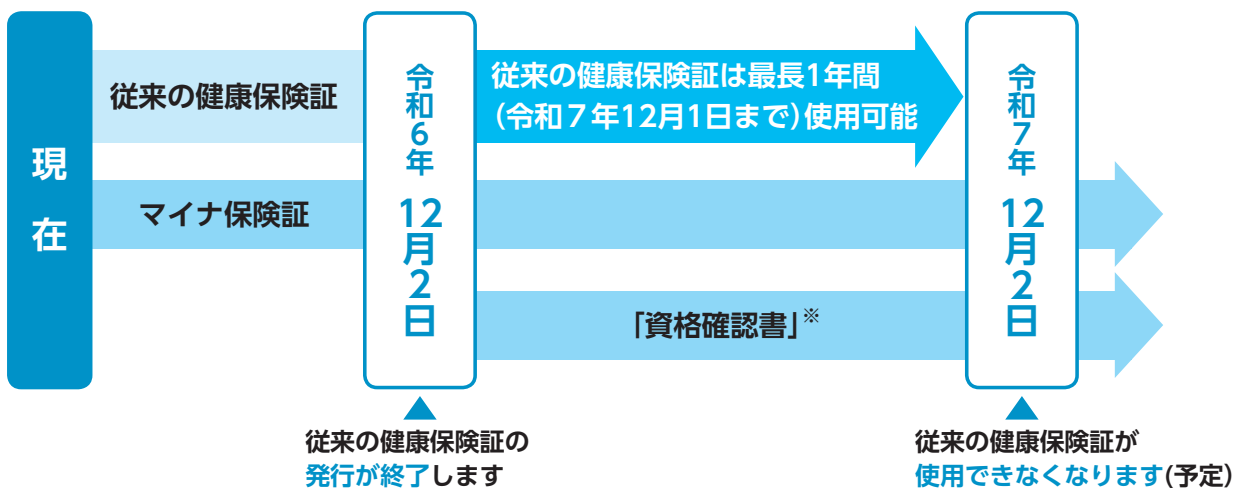 現在
従来の健康保険証
マイナ保険証
令和6年12月2日
従来の健康保険証は最長1年間
(令和7年12月1日まで)使用可能
「資格確認書」※
令和7年12月2日
従来の健康保険証の
発行が終了します
従来の健康保険証が
使用できなくなります(予定)